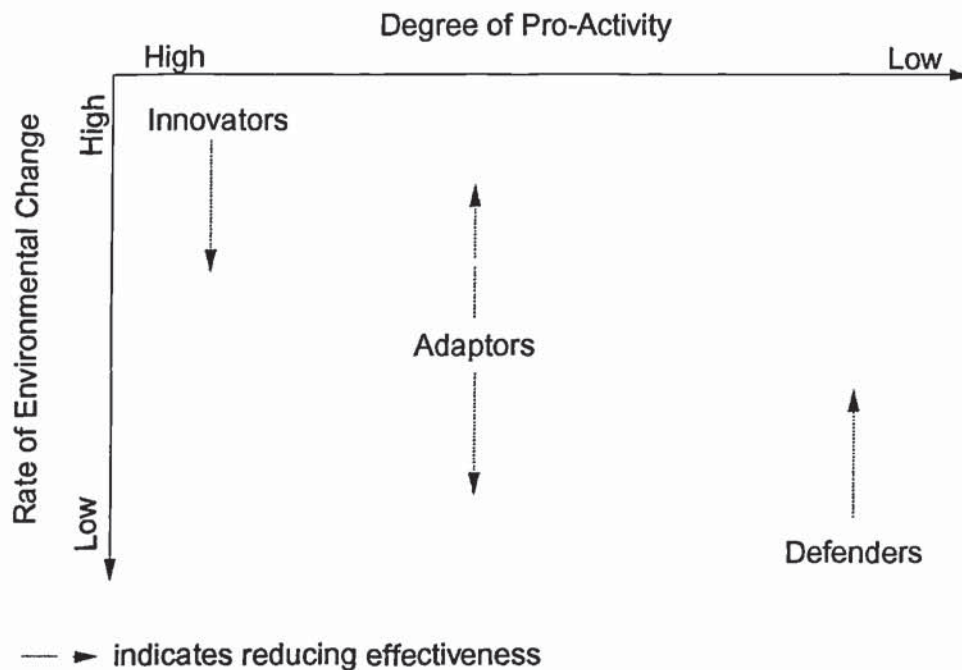 Degree of Pro-Activity
High
Low
Innovators
High
Rate of Environmental Change
Adaptors
Low
Defenders
indicates reducing effectiveness